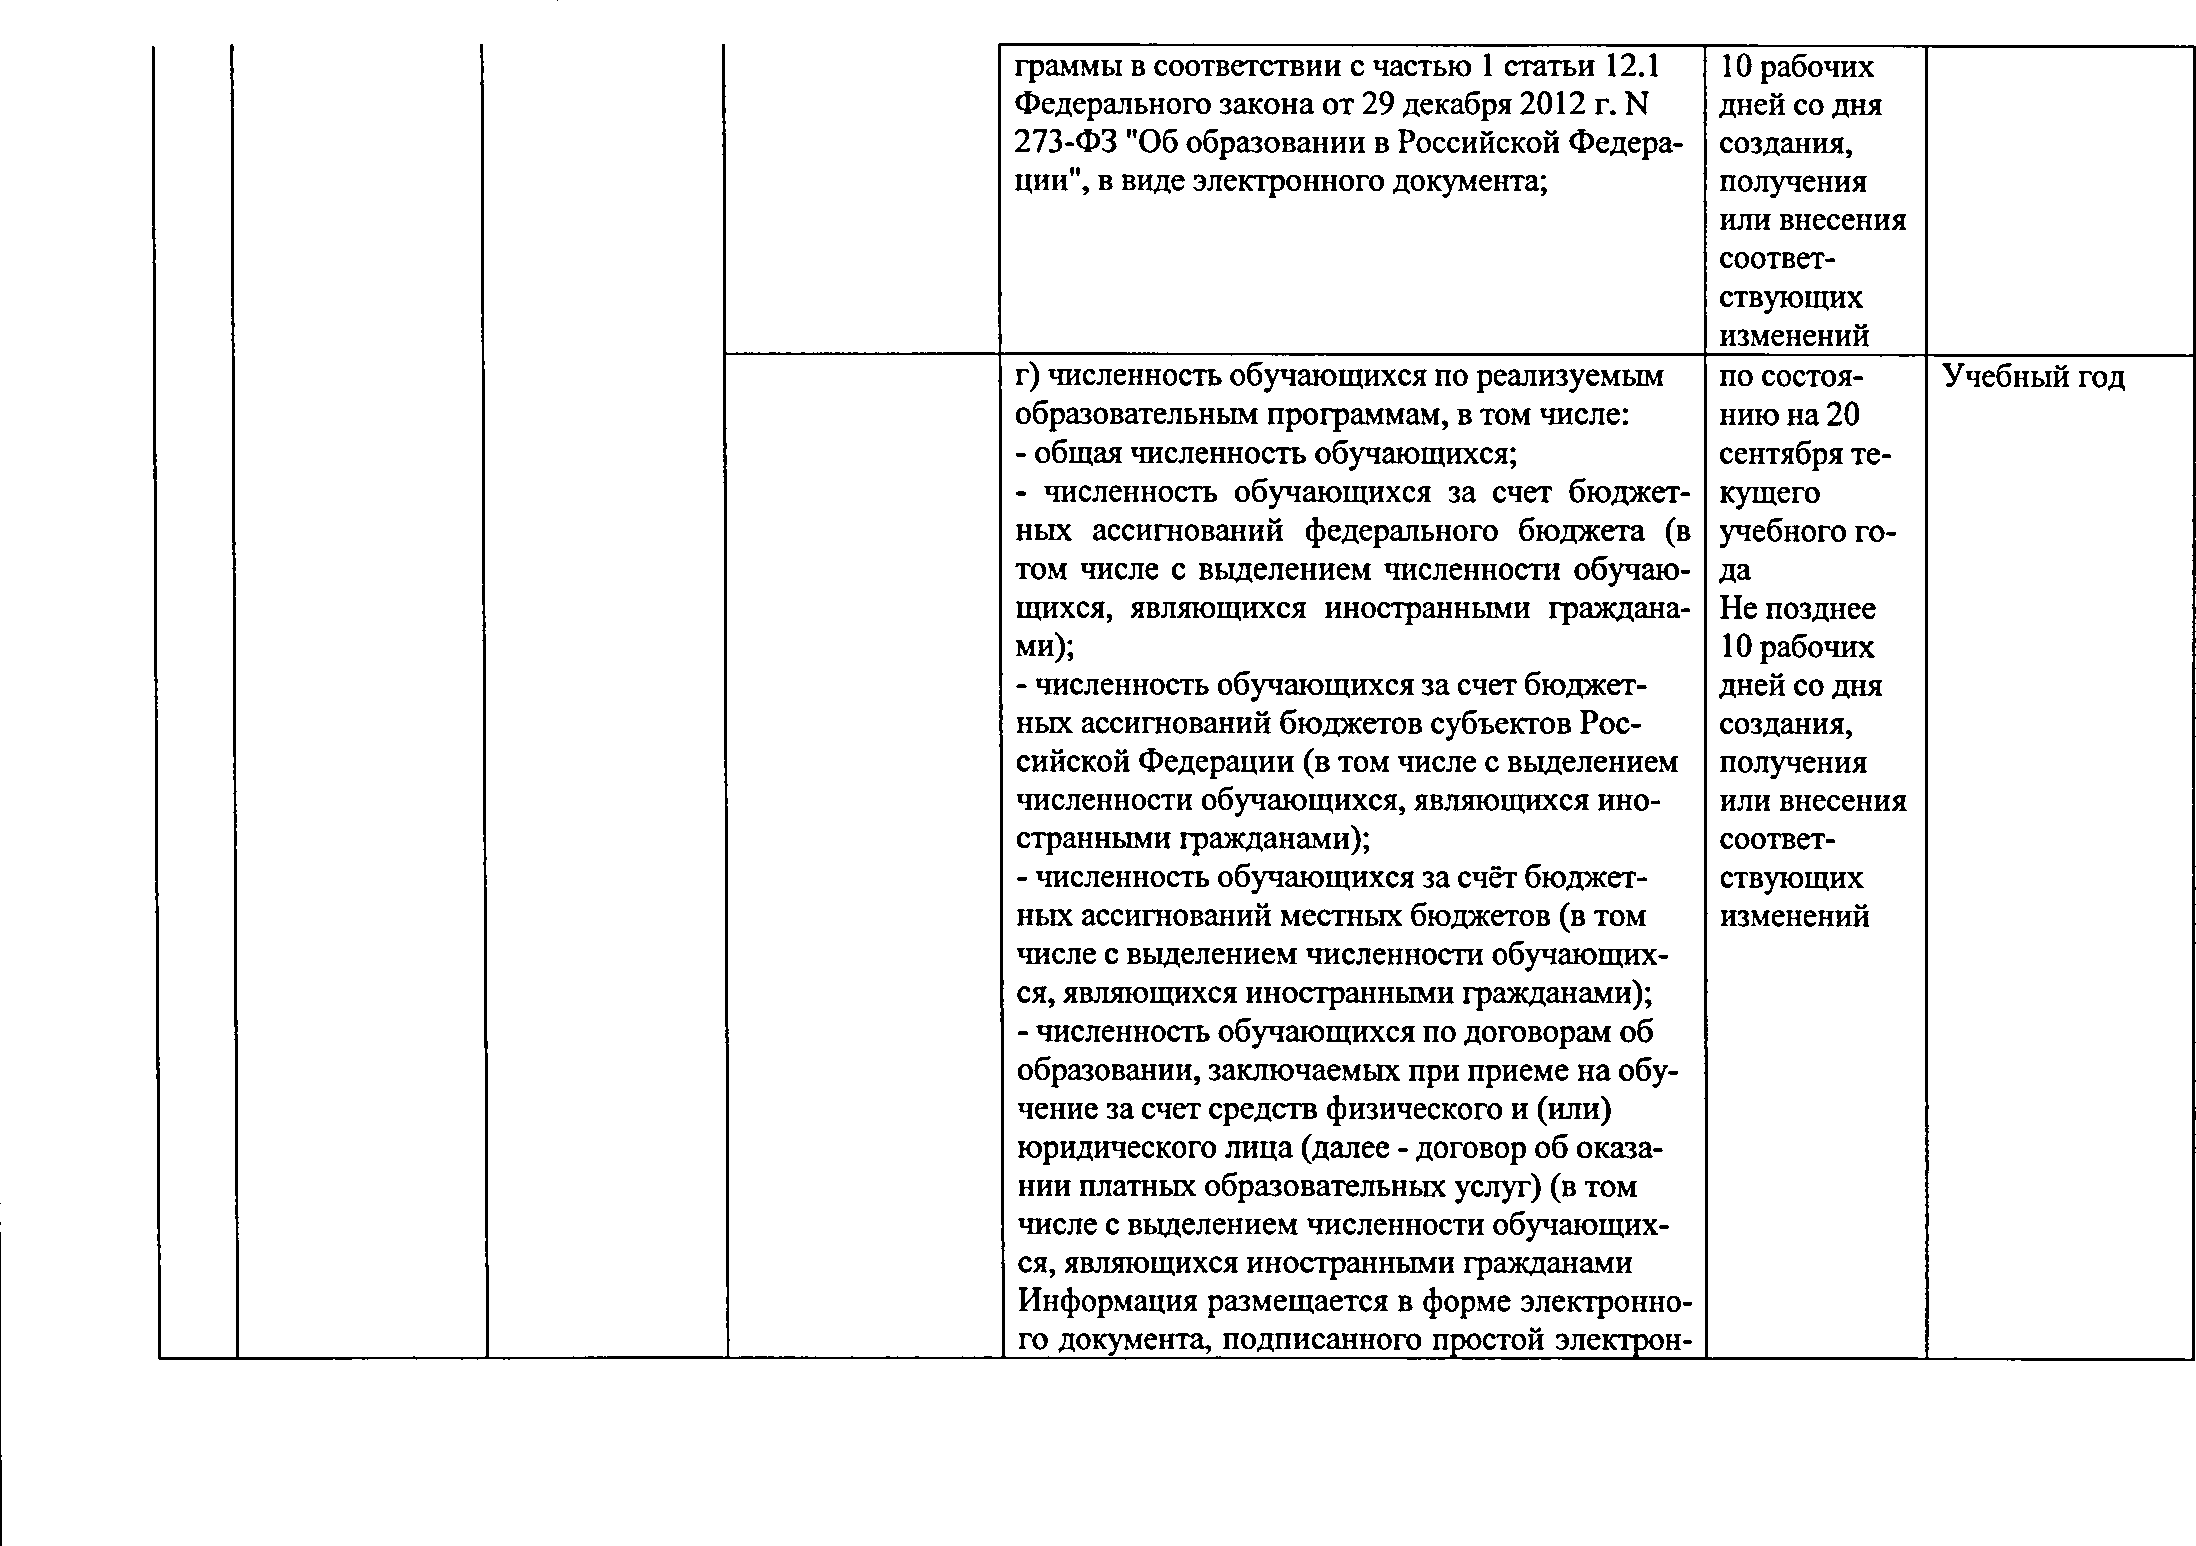 граммы в соответствии с частью 1 статьи 12.1
Федерального закона от 29 декабря 2012 г. N
273-ФЗ "Об образовании в Российской Федера-
ции", в виде электронного документа;
10 рабочих
дней со дня
создания,
получения
или внесения
соответ-
ствующих
изменений
г) численность обучающихся по реализуемым
образовательным программам, в том числе:
- общая численность обучающихся;
- численность обучающихся за счет бюджет-
ных ассигнований федерального бюджета (в
том числе с выделением численности обучаю-
щихся, являющихся иностранными граждана-
ми);
- численность обучающихся за счет бюджет-
ных ассигнований бюджетов субъектов Рос-
сийской Федерации (в том числе с выделением
численности обучающихся, являющихся ино-
странными гражданами);
- численность обучающихся за счёт бюджет-
ных ассигнований местных бюджетов (в том
числе с выделением численности обучающих-
ся, являющихся иностранными гражданами);
- численность обучающихся по договорам об
образовании, заключаемых при приеме на обу-
чение за счет средств физического и (или)
юридического лица (далее - договор об оказа-
нии платных образовательных услуг) (в том
числе с выделением численности обучающих-
ся, являющихся иностранными гражданами
Информация размещается в форме электронно-
го документа, подписанного простой электрон-
по состоя-
нию на 20
сентября те-
кущего
учебного го-
да
Не позднее
10 рабочих
дней со дня
создания,
получения
или внесения
соответ-
ствующих
изменений
Учебный год